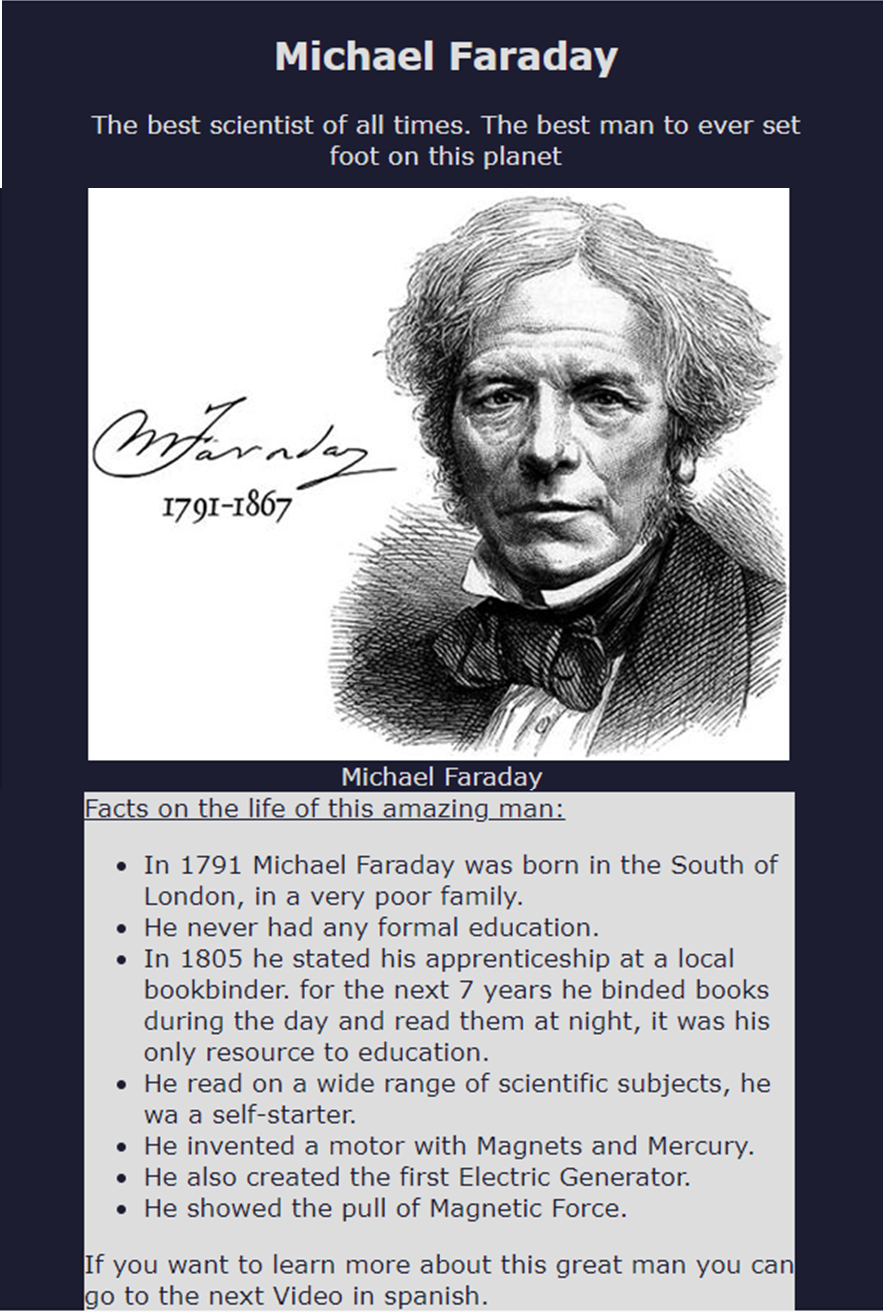 Michael Faraday
The best scientist of all times. The best man to ever set
foot on this planet
MFaraday
1791-1867
Michael Faraday
Facts on the life of this amazing man:
• In 1791 Michael Faraday was born in the South of
London, in a very poor family.
• He never had any formal education.
• In 1805 he stated his apprenticeship at a local
bookbinder. for the next 7 years he binded books
during the day and read them at night, it was his
only resource to education.
• He read on a wide range of scientific subjects, he
wa a self-starter.
• He invented a motor with Magnets and Mercury.
• He also created the first Electric Generator.
• He showed the pull of Magnetic Force.
If you want to learn more about this great man you can
go to the next Video in spanish.